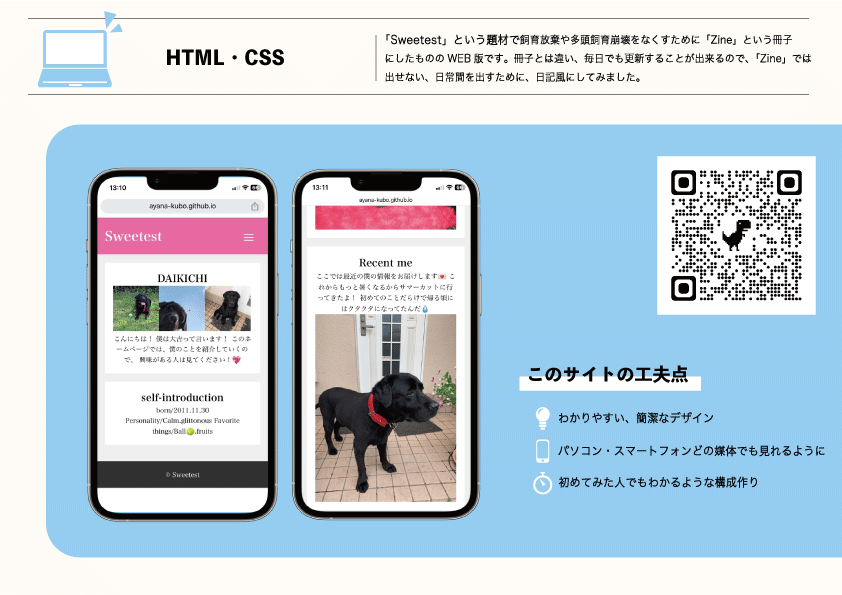 HTML・CSS
「Sweetest」という題材で飼育放棄や多頭飼育崩壊をなくすために「Zine」という冊子
にしたものの WEB 版です。冊子とは違い、毎日でも更新することが出来るので、「Zine」では
出せない、日常間を出すために、日記風にしてみました。
13:10
ayana-kubo.github.io
Sweetest
DAIKICHI
こんにちは！ 僕は大吉って言います！ このホ
ームページでは、僕のことを紹介していくの
で、 興味がある人は見てください！💖
self-introduction
born/2011.11.30
Personality/Calm,glittonous Favorite
things/Ball🎾,fruits
© Sweetest
13:11
ayana-kubo.github.io
Recent me
ここでは最近の僕の情報をお届けします💌 こ
れからもっと暑くなるからサマーカットに行
ってきたよ！ 初めてのことだらけで帰る頃に
はクタクタになってたんだ💧
このサイトの工夫点
わかりやすい、簡潔なデザイン
パソコン・スマートフォンどの媒体でも見れるように
初めてみた人でもわかるような構成作り